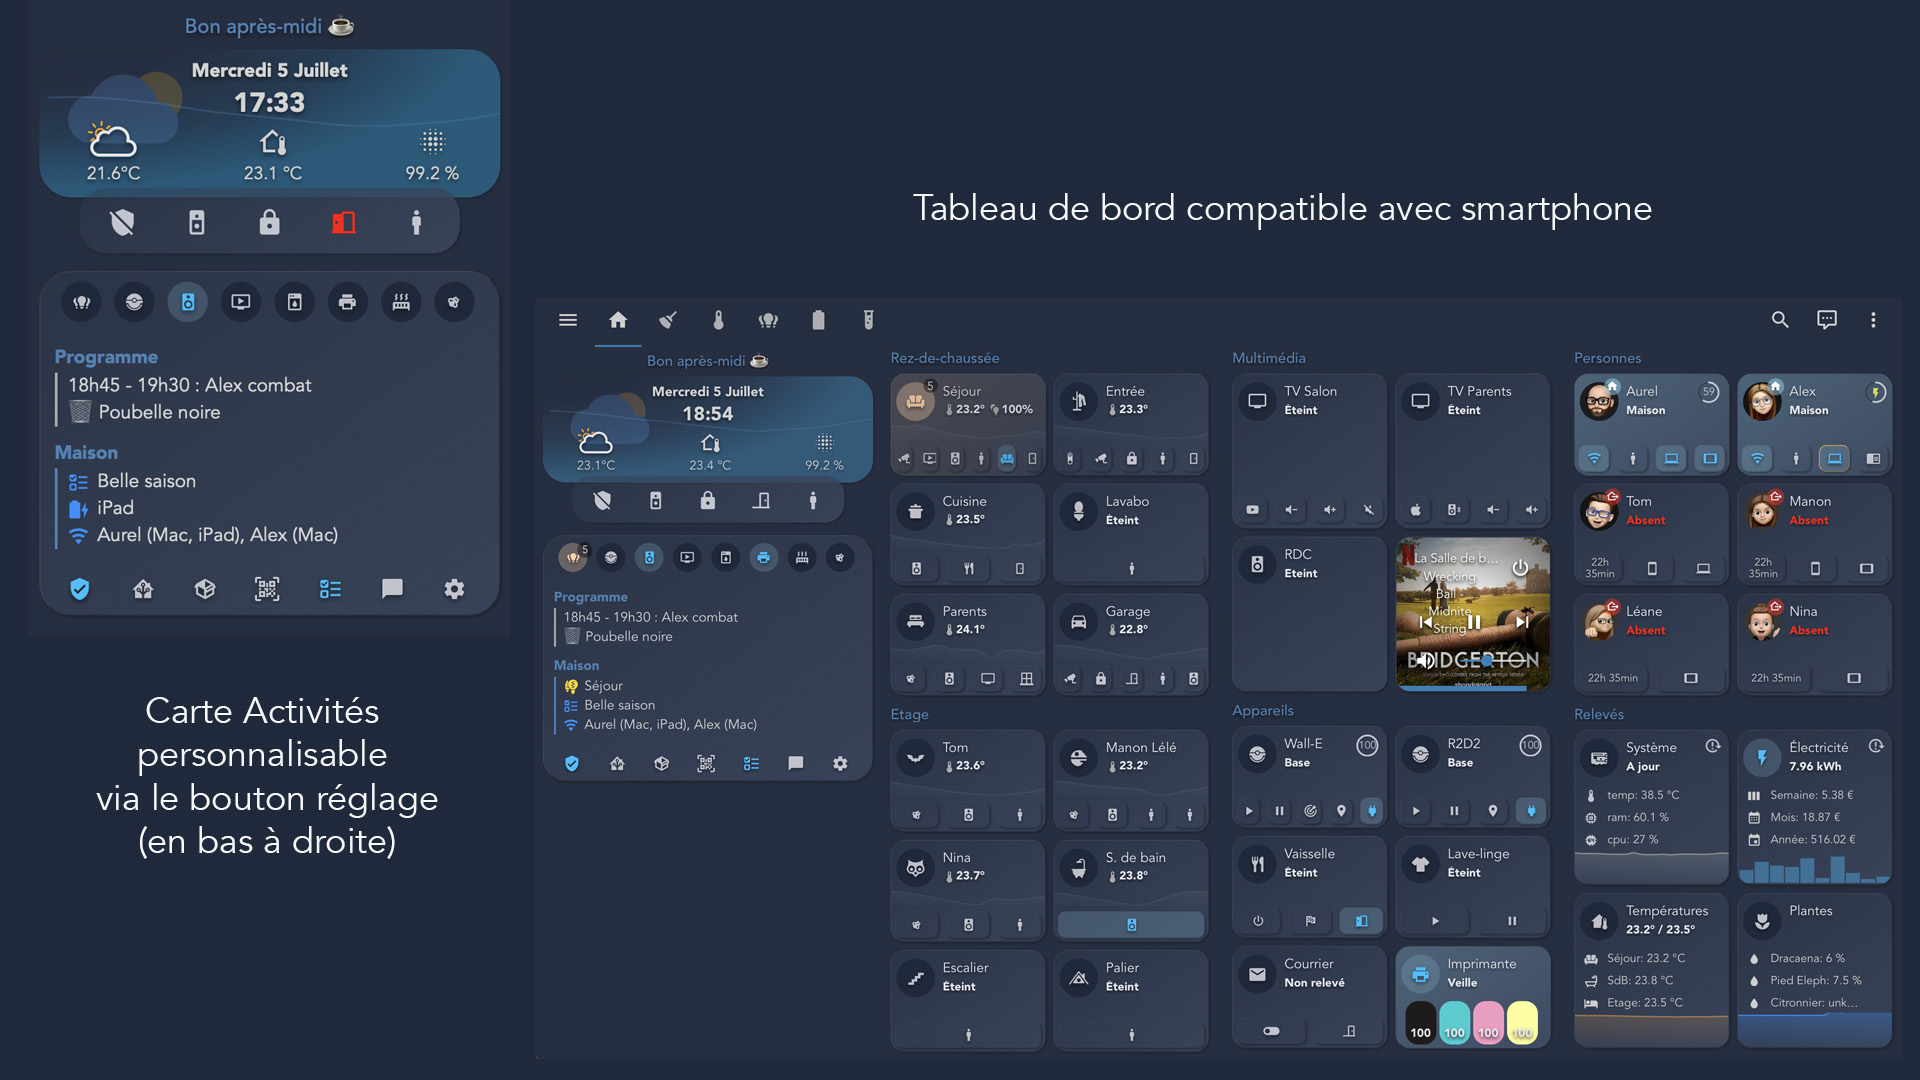 Bon après-midi
Mercredi 5 Juillet
17:33
21.6°C
23.1 °C
99.2 %
Programme
18h45 - 19h30 : Alex combat
Poubelle noire
Maison
Belle saison
iPad
Aurel (Mac, iPad), Alex (Mac)
Carte Activités
personnalisable
via le bouton réglage
(en bas à droite)
Tableau de bord compatible avec smartphone
Bon après-midi
Mercredi 5 Juillet
18:54
23.1°C
23.4 °C
99.2 %
5
Programme
18h45 - 19h30 : Alex combat
Poubelle noire
Maison
Séjour
Belle saison
Aurel (Mac, iPad), Alex (Mac)
Rez-de-chaussée
5
Séjour
23.2° 100%
Entrée
23.3°
Cuisine
23.5°
Lavabo
Éteint
Parents
24.1°
Garage
22.8°
Etage
Tom
23.6°
Manon Lélé
23.2°
Nina
23.7°
S. de bain
23.8°
Escalier
Éteint
Palier
Éteint
Multimédia
TV Salon
Éteint
TV Parents
Éteint
RDC
Eteint
La Salle de b...
Wrecking
Ball
Midnite
String
BRIDGERTON
shondaland
Appareils
Wall-E
Base
100
R2D2
Base
100
Vaisselle
Éteint
Lave-linge
Éteint
Courrier
Non relevé
Imprimante
Veille
100
100
100
100
Personnes
Aurel
Maison
59
Alex
Maison
Tom
Absent
22h
35min
Manon
Absent
22h
35min
Léane
Absent
22h 35min
Nina
Absent
22h 35min
Relevés
Système
A jour
temp: 38.5 °C
ram: 60.1 %
cpu: 27 %
Électricité
7.96 kWh
Semaine: 5.38 €
Mois: 18.87 €
Année: 516.02 €
Températures
23.2° / 23.5°
Séjour: 23.2 °C
SdB: 23.8 °C
Etage: 23.5 °C
Plantes
Dracaena: 6 %
Pied Eleph: 7.5 %
Citronnier: unk...